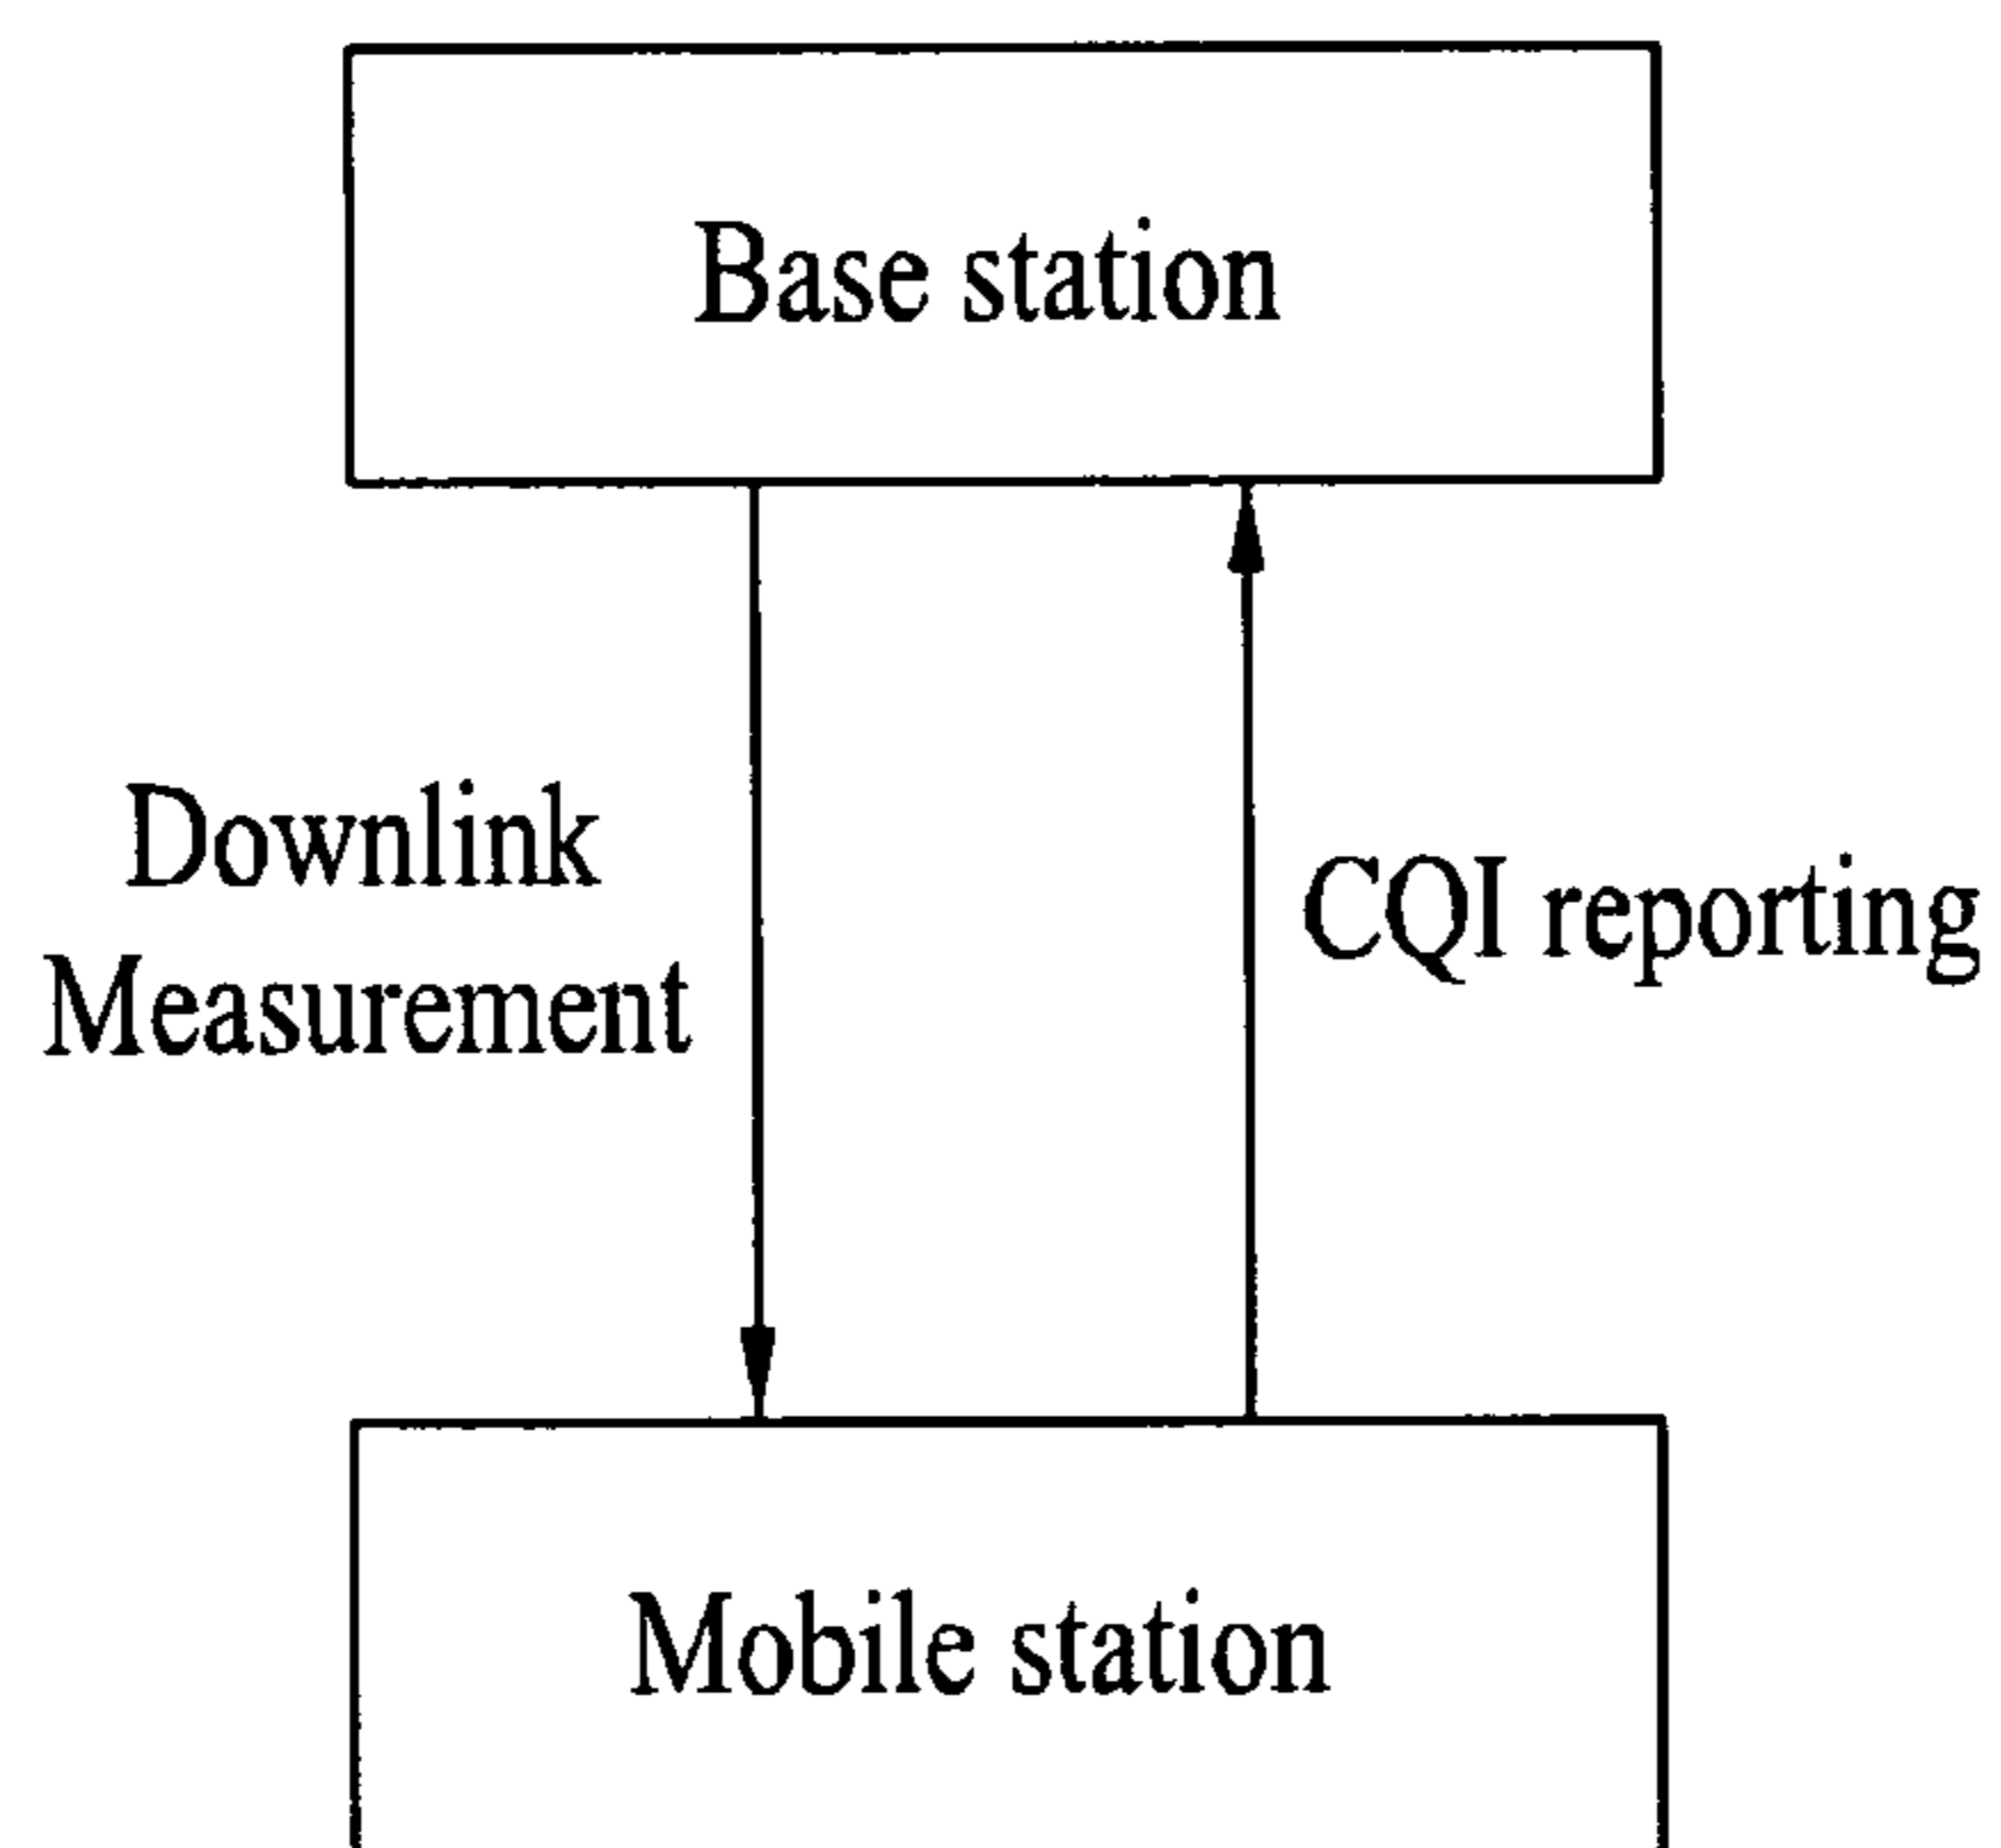 Base station
Downlink
Measurement
CQI reporting
Mobile station